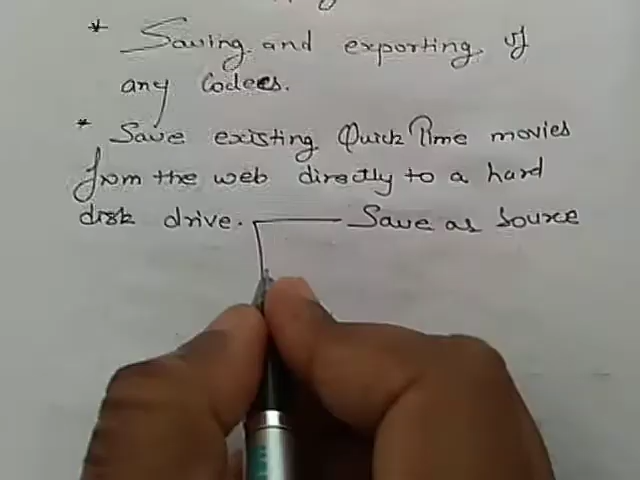 * Saving and exporting of
any Codecs.
* Save existing QuickTime movies
from the web directly to a hard
disk drive. Save as source